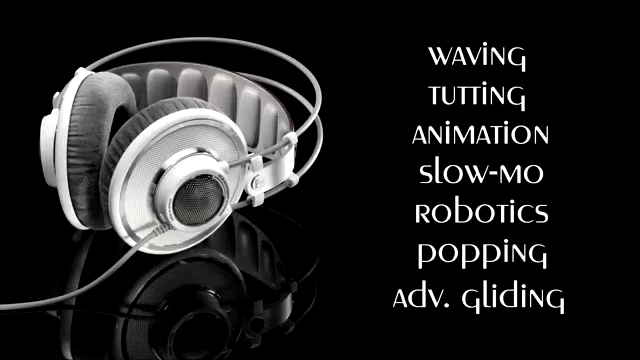 WAVING
TUTTING
ANIMATION
SLOW-MO
ROBOTICS
POPPING
ADV. GLIDING